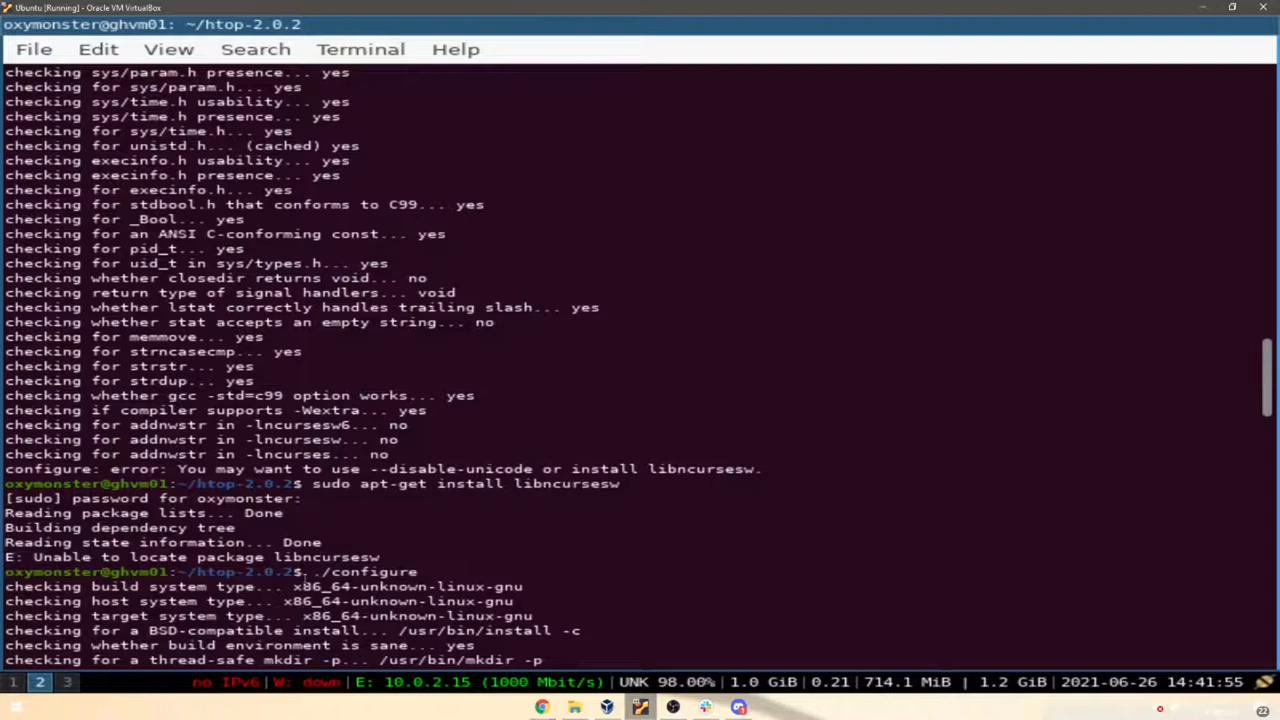 Ubuntu [Running] - Oracle VM VirtualBox
oxymonster@ghvm01: ~/htop-2.0.2
File Edit View Search Terminal Help
checking sys/param.h presence... yes
checking for sys/param.h... yes
checking sys/time.h usability... yes
checking sys/time.h presence... yes
checking for sys/time.h... yes
checking for unistd.h... (cached) yes
checking execinfo.h usability... yes
checking execinfo.h presence... yes
checking for execinfo.h... yes
checking for stdbool.h that conforms to C99... yes
checking for _Bool... yes
checking for an ANSI C-conforming const... yes
checking for pid_t... yes
checking for uid_t in sys/types.h... yes
checking whether closedir returns void... no
checking return type of signal handlers... void
checking whether lstat correctly handles trailing slash... yes
checking whether stat accepts an empty string... no
checking for memmove... yes
checking for strncasecmp... yes
checking for strstr... yes
checking for strdup... yes
checking whether gcc -std=c99 option works... yes
checking if compiler supports -Wextra... yes
checking for addnwstr in -lncursesw6... no
checking for addnwstr in -lncursesw... no
checking for addnwstr in -lncurses... no
configure: error: You may want to use --disable-unicode or install libncursesw.
oxymonster@ghvm01:~/htop-2.0.2$ sudo apt-get install libncursesw
[sudo] password for oxymonster:
Reading package lists... Done
Building dependency tree
Reading state information... Done
E: Unable to locate package libncursesw
oxymonster@ghvm01:~/htop-2.0.2$ ./configure
checking build system type... x86_64-unknown-linux-gnu
checking host system type... x86_64-unknown-linux-gnu
checking target system type... x86_64-unknown-linux-gnu
checking for a BSD-compatible install... /usr/bin/install -c
checking whether build environment is sane... yes
checking for a thread-safe mkdir -p... /usr/bin/mkdir -p
1 2 3 no IPv6|W: down|E: 10.0.2.15 (1000 Mbit/s)|UNK 98.00%|1.0 GiB|0.21|714.1 MiB | 1.2 GiB|2021-06-26 14:41:55
22